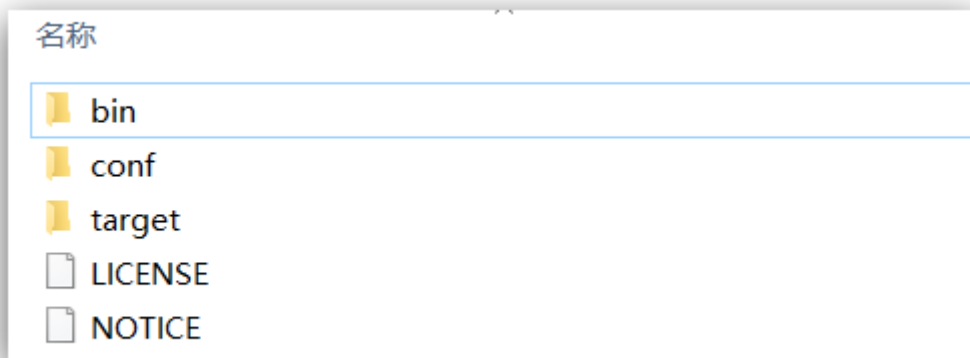 名称
bin
conf
target
LICENSE
NOTICE